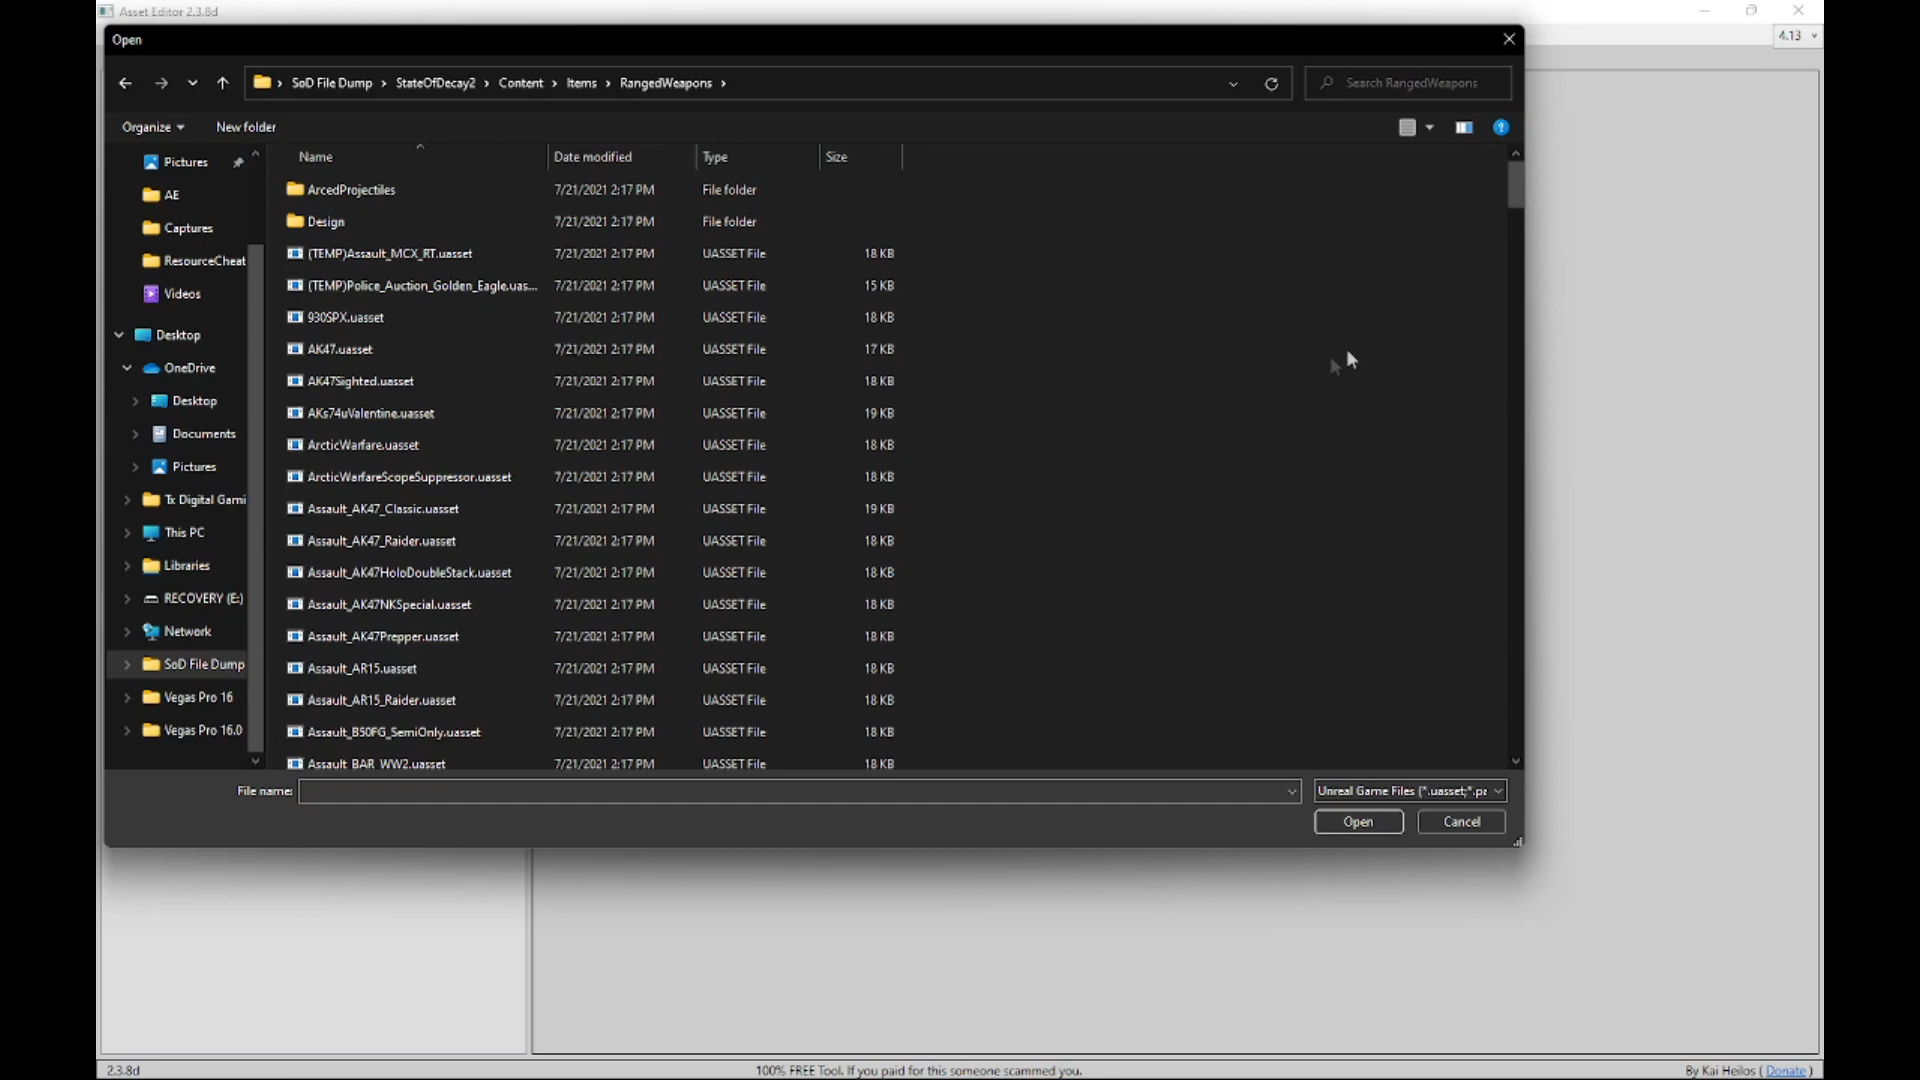 Asset Editor 2.3.8d
4.13
Open
SoD File Dump > StateOfDecay2 > Content > Items > RangedWeapons >
Search RangedWeapons
Organize
New folder
Name Date modified Type Size
Pictures
AE
Captures
ResourceCheat
Videos
Desktop
OneDrive
Desktop
Documents
Pictures
Tx Digital Gami
This PC
Libraries
RECOVERY (E:)
Network
SoD File Dump
Vegas Pro 16
Vegas Pro 16.0
ArcedProjectiles 7/21/2021 2:17 PM File folder
Design 7/21/2021 2:17 PM File folder
(TEMP)Assault_MCX_RT.uasset 7/21/2021 2:17 PM UASSET File 18 KB
(TEMP)Police_Auction_Golden_Eagle.uas... 7/21/2021 2:17 PM UASSET File 15 KB
930SPX.uasset 7/21/2021 2:17 PM UASSET File 18 KB
AK47.uasset 7/21/2021 2:17 PM UASSET File 17 KB
AK47Sighted.uasset 7/21/2021 2:17 PM UASSET File 18 KB
AKs74uValentine.uasset 7/21/2021 2:17 PM UASSET File 19 KB
ArcticWarfare.uasset 7/21/2021 2:17 PM UASSET File 18 KB
ArcticWarfareScopeSuppressor.uasset 7/21/2021 2:17 PM UASSET File 18 KB
Assault_AK47_Classic.uasset 7/21/2021 2:17 PM UASSET File 19 KB
Assault_AK47_Raider.uasset 7/21/2021 2:17 PM UASSET File 18 KB
Assault_AK47HoloDoubleStack.uasset 7/21/2021 2:17 PM UASSET File 18 KB
Assault_AK47NKSpecial.uasset 7/21/2021 2:17 PM UASSET File 18 KB
Assault_AK47Prepper.uasset 7/21/2021 2:17 PM UASSET File 18 KB
Assault_AR15.uasset 7/21/2021 2:17 PM UASSET File 18 KB
Assault_AR15_Raider.uasset 7/21/2021 2:17 PM UASSET File 18 KB
Assault_B50FG_SemiOnly.uasset 7/21/2021 2:17 PM UASSET File 18 KB
Assault_BAR_WW2.uasset 7/21/2021 2:17 PM UASSET File 18 KB
File name:
Unreal Game Files (*.uasset;*.pa
Open
Cancel
2.3.8d
100% FREE Tool. If you paid for this someone scammed you.
By Kai Heilos ( Donate )